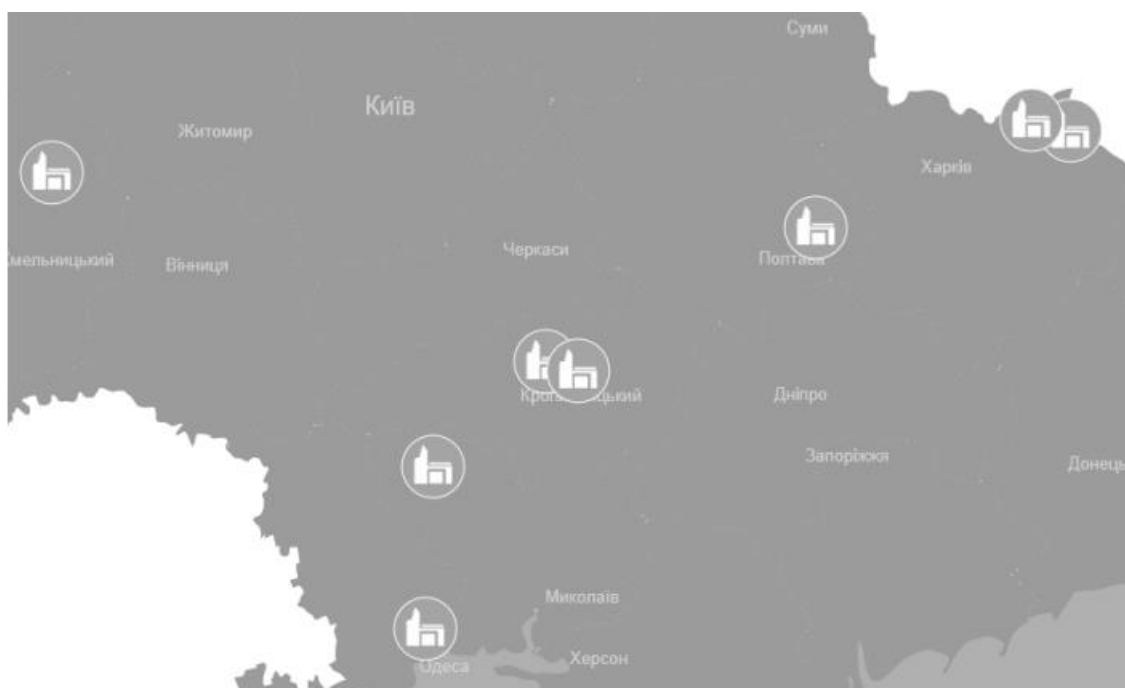 Суми
Київ
Житомир
Харків
Черкаси
Полтава
мельницький
Вінниця
Дніпро
Запоріжжя
Донець
Миколаїв
Херсон
Одеса